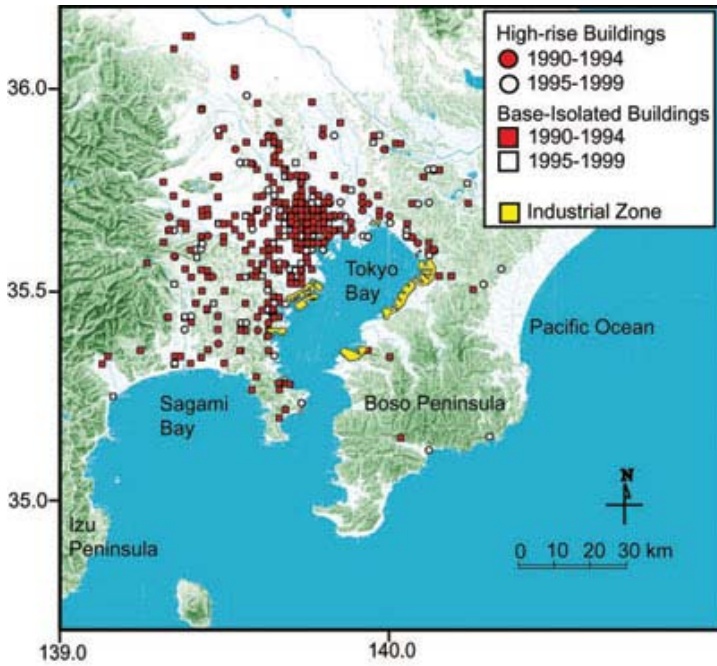 High-rise Buildings
1990-1994
1995-1999
Base-Isolated Buildings
1990-1994
1995-1999
Industrial Zone
36.0
35.5
35.0
Tokyo
Bay
Pacific Ocean
Sagami
Bay
Boso Peninsula
Izu
Peninsula
N
0 10 20 30 km
139.0
140.0